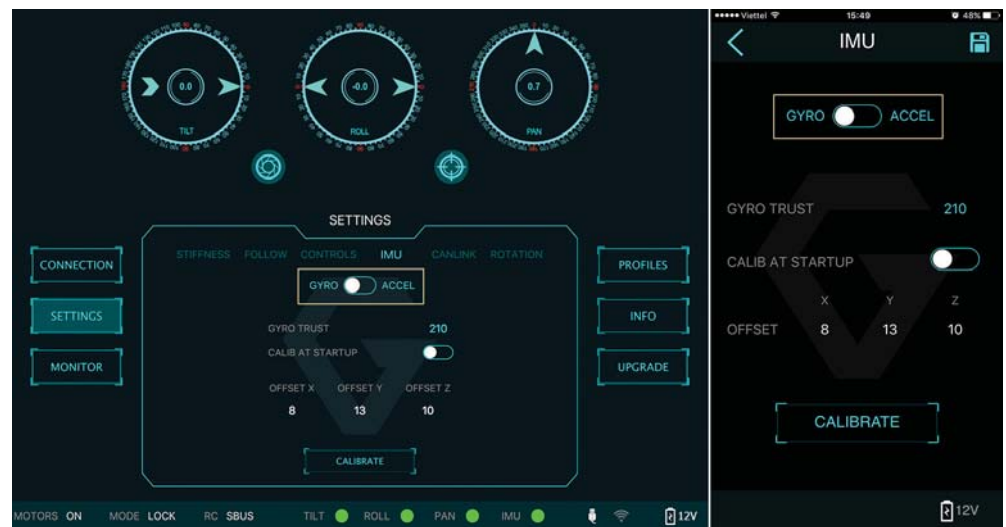 0.0
TILT
-0.0
ROLL
0.7
PAN
SETTINGS
STIFFNESS FOLLOW CONTROLS IMU CANLINK ROTATION
GYRO ACCEL
GYRO TRUST 210
CALIB AT STARTUP
OFFSET X OFFSET Y OFFSET Z
8 13 10
CALIBRATE
CONNECTION
SETTINGS
MONITOR
PROFILES
INFO
UPGRADE
MOTORS ON MODE LOCK RC SBUS TILT ROLL PAN IMU 12V
Viettel 15:49 48%
IMU
GYRO ACCEL
GYRO TRUST 210
CALIB AT STARTUP
X Y Z
OFFSET 8 13 10
CALIBRATE
12V